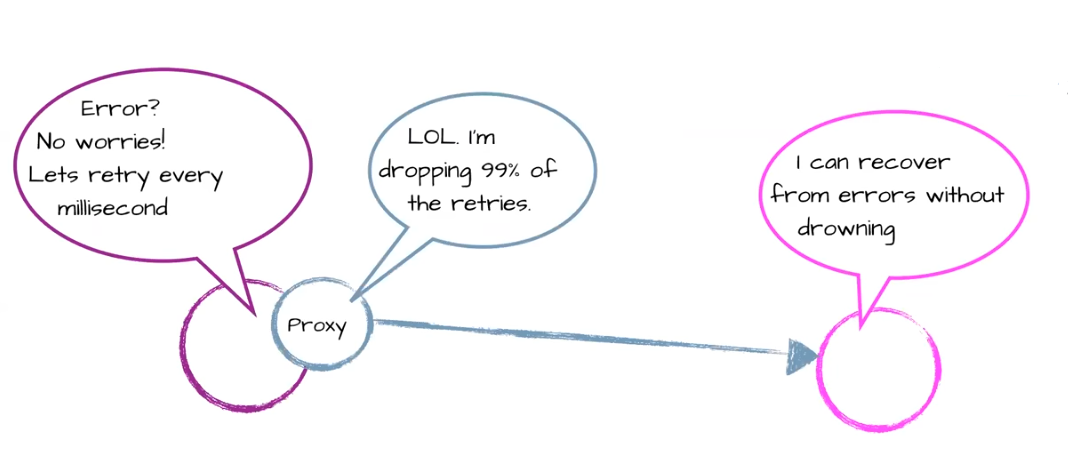 Error?
No worries!
Lets retry every
millisecond
LOL. I'm
dropping 99% of
the retries.
I can recover
from errors without
drowning
Proxy